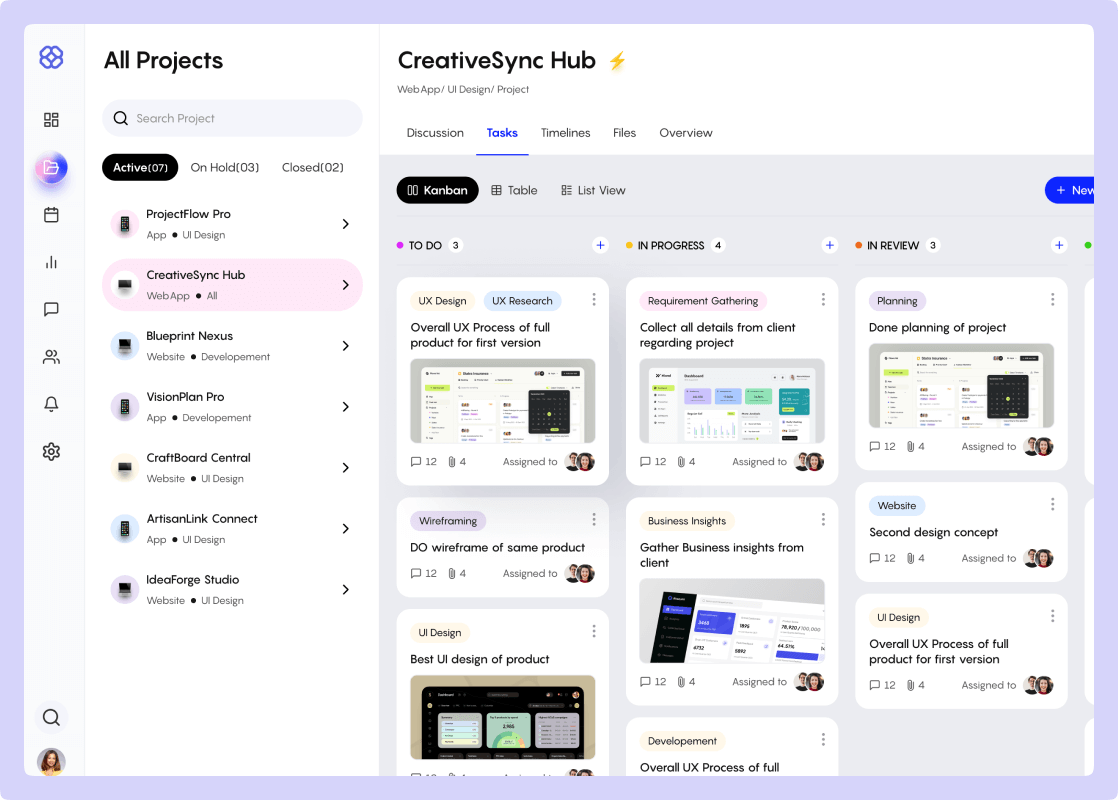 All Projects
Search Project
Active(07)
On Hold(03)
Closed(02)
ProjectFlow Pro
App • UI Design
CreativeSync Hub
WebApp • All
Blueprint Nexus
Website • Developement
VisionPlan Pro
App • Developement
CraftBoard Central
Website • UI Design
ArtisanLink Connect
App • UI Design
IdeaForge Studio
Website • UI Design
CreativeSync Hub ⚡
WebApp/ UI Design/ Project
Discussion
Tasks
Timelines
Files
Overview
Kanban
Table
List View
+ New
TO DO 3 +
UX Design
UX Research
Overall UX Process of full
product for first version
12 4 Assigned to
Wireframing
DO wireframe of same product
12 4 Assigned to
UI Design
Best UI design of product
Dashboard
2,985
IN PROGRESS 4 +
Requirement Gathering
Collect all details from client
regarding project
Dashboard
12 4 Assigned to
Business Insights
Gather Business insights from
client
12 4 Assigned to
Developement
Overall UX Process of full
IN REVIEW 3 +
Planning
Done planning of project
12 4 Assigned to
Website
Second design concept
12 4 Assigned to
UI Design
Overall UX Process of full
product for first version
12 4 Assigned to